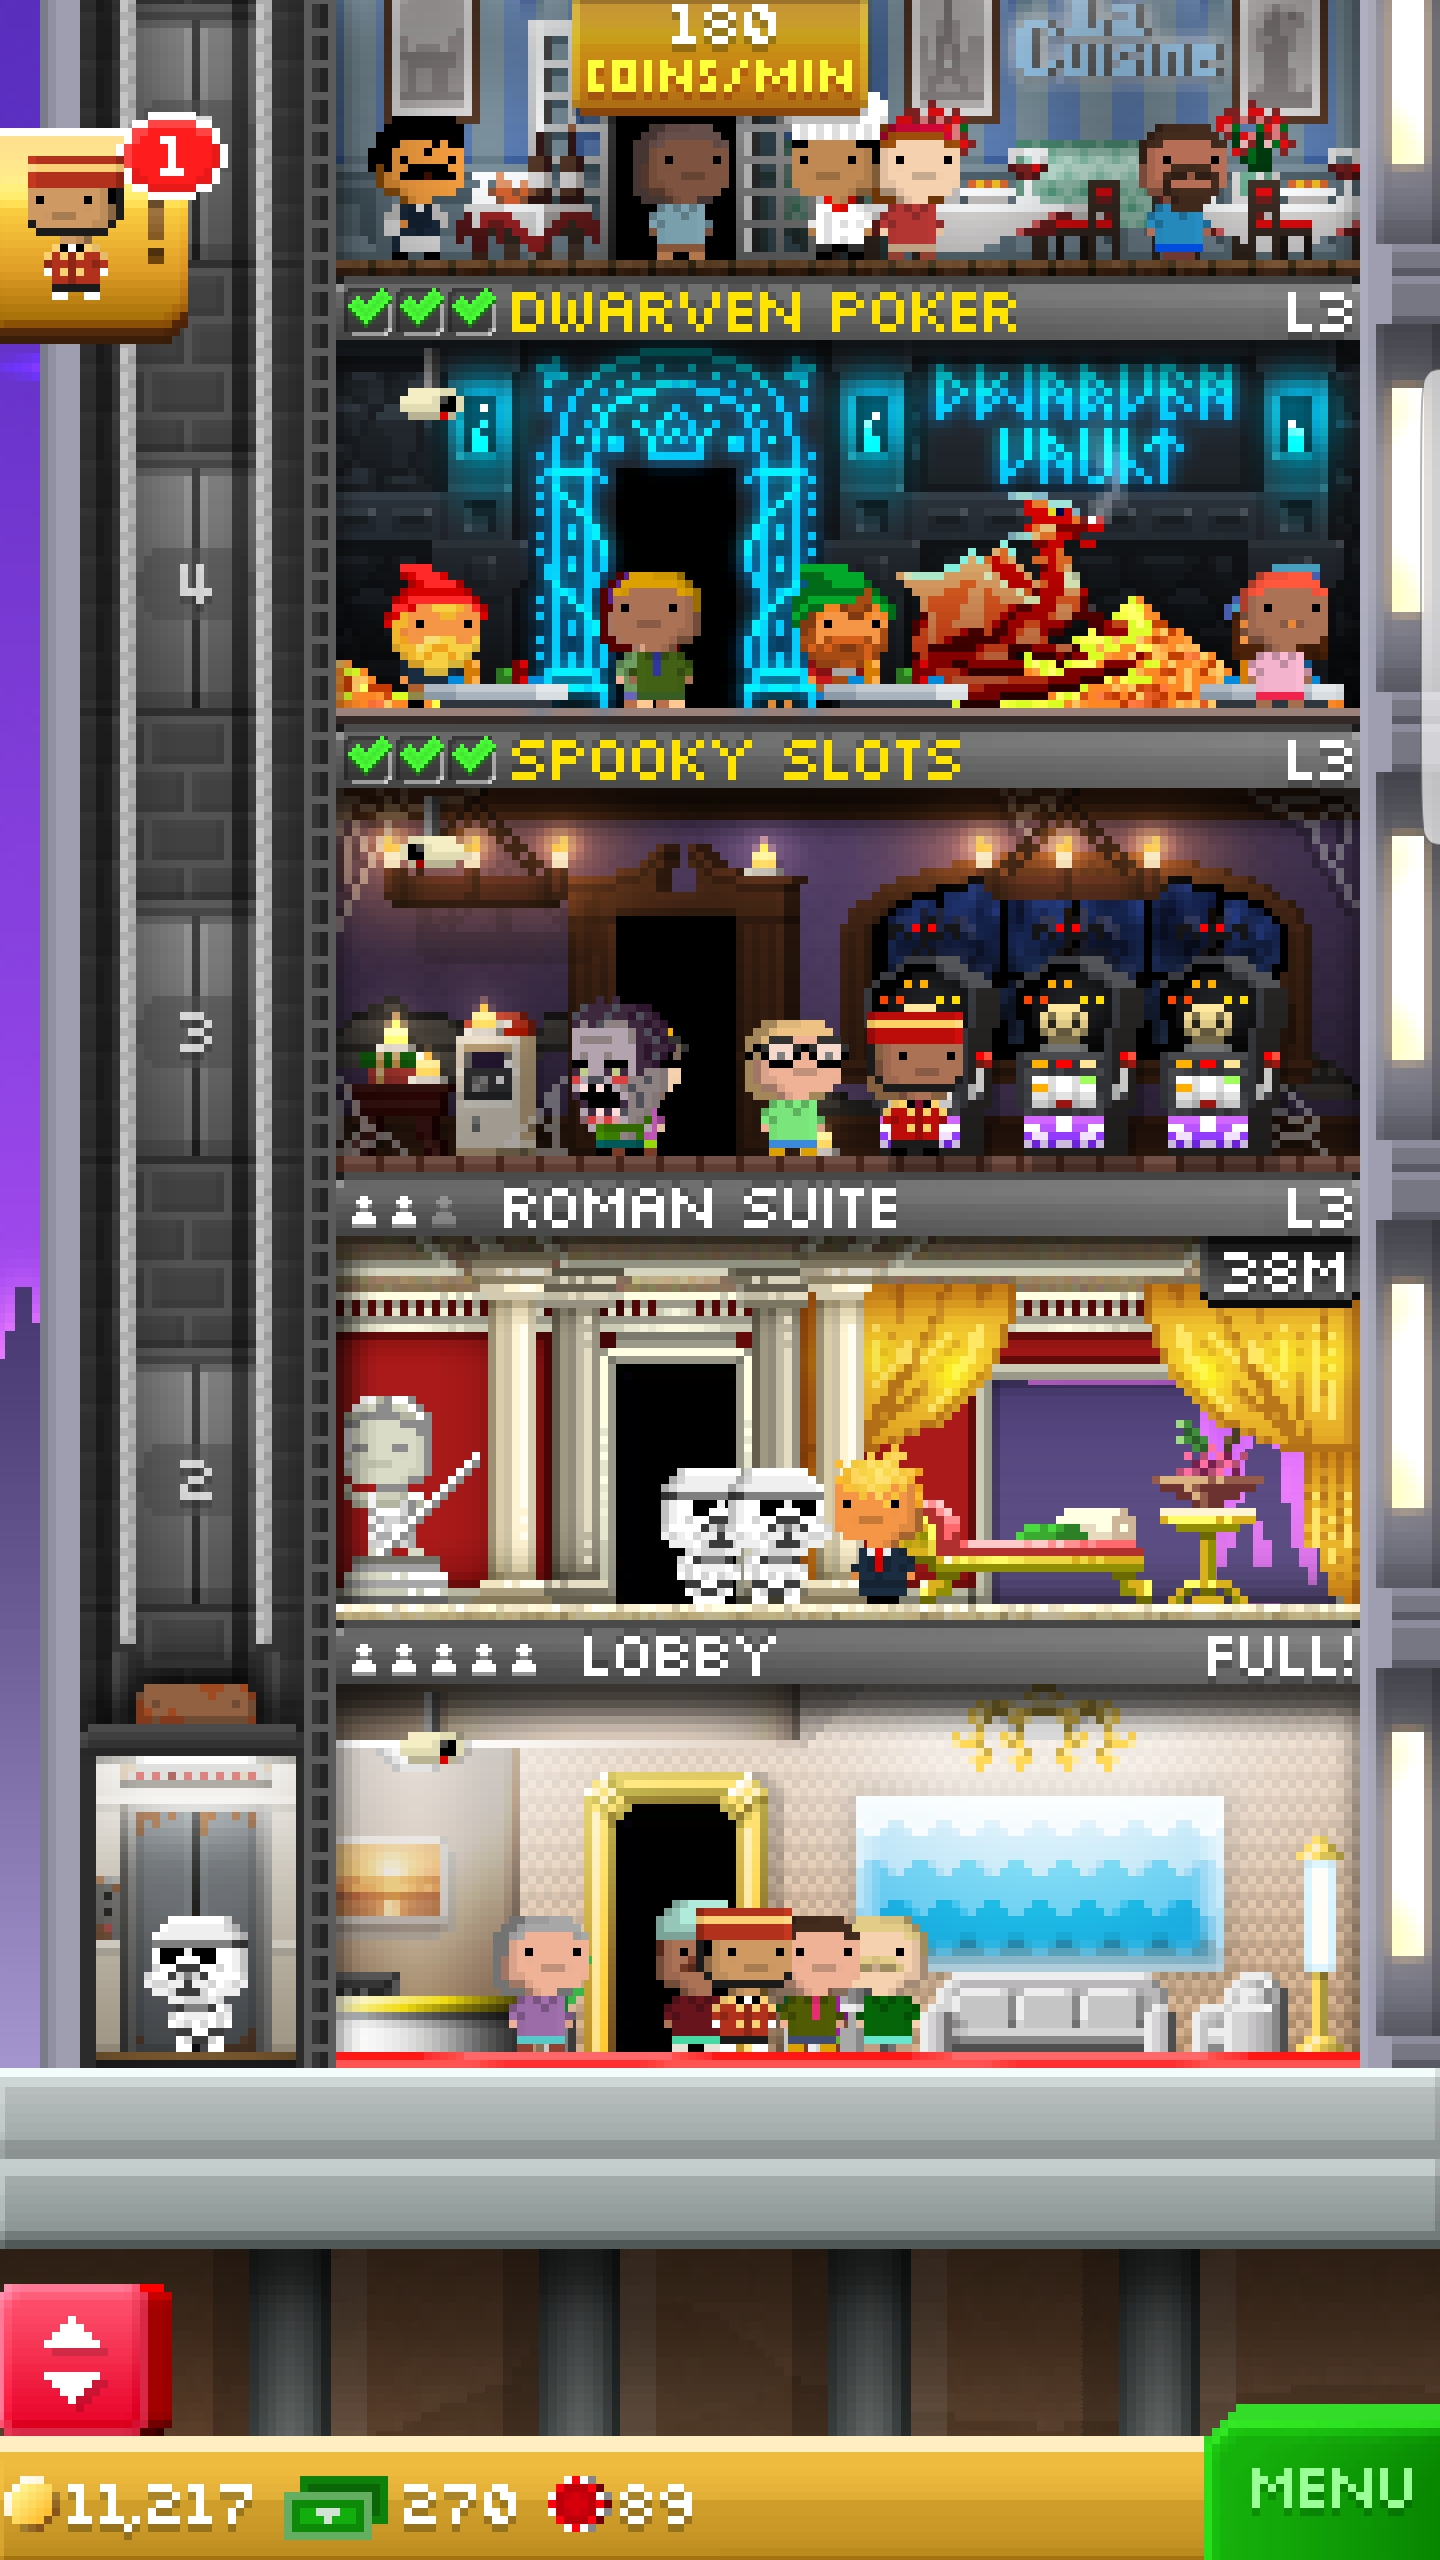 180
COINS/MIN
La
Cuisine
1
DWARVEN POKER L3
DWARVEN
VAULT
4
SPOOKY SLOTS L3
3
ROMAN SUITE L3
38M
2
LOBBY FULL!
11,217 270 89
MENU